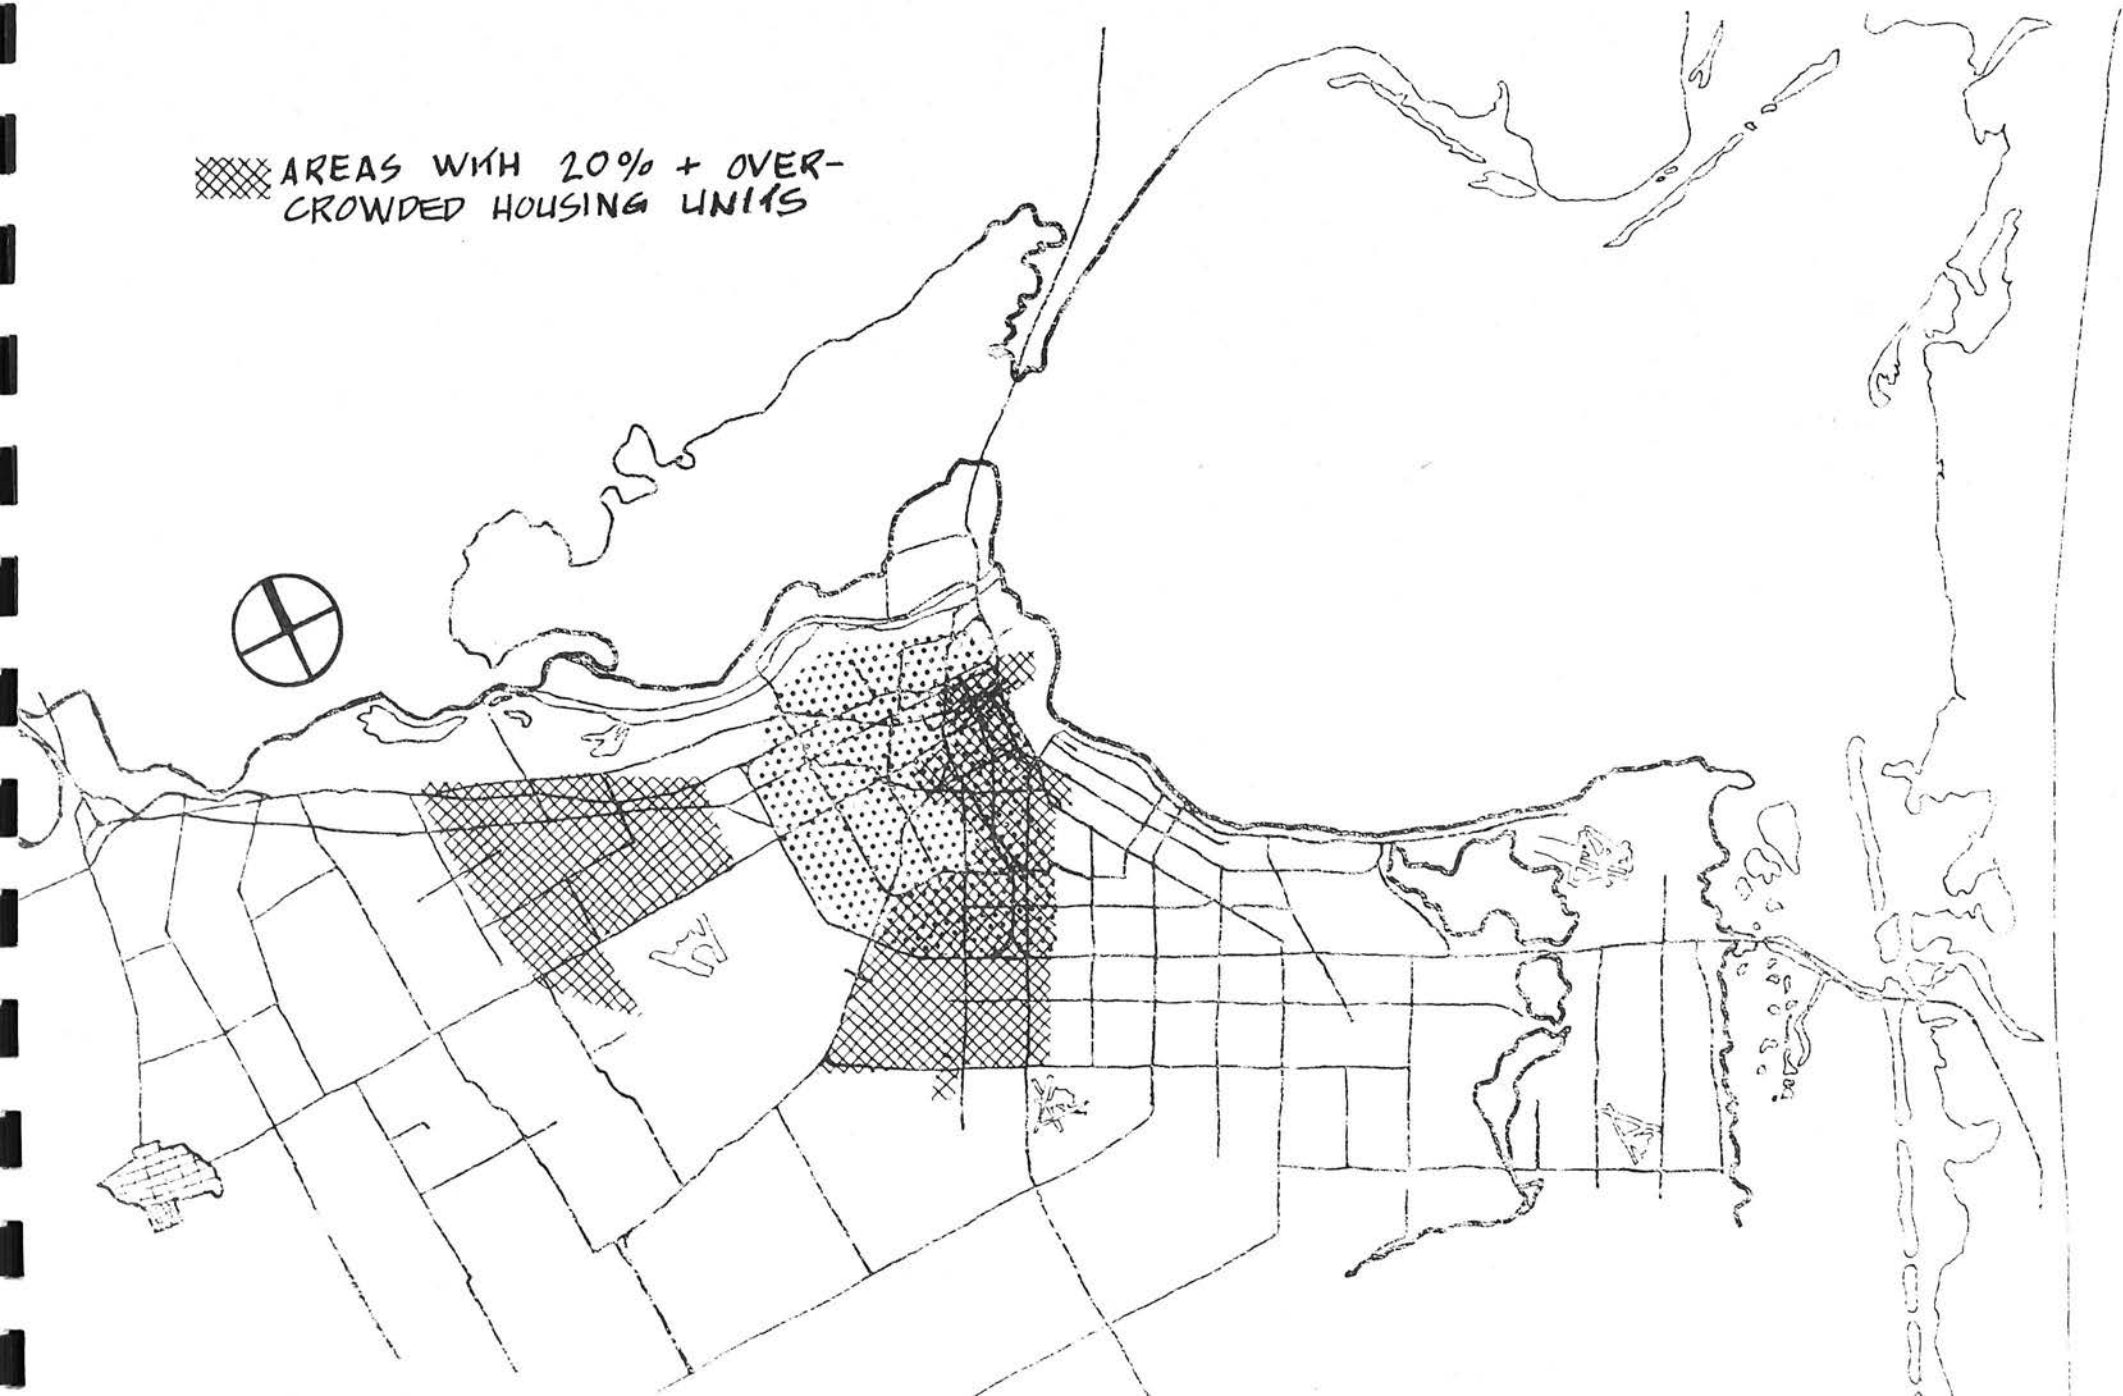 AREAS WITH 20% + OVER-
CROWDED HOUSING UNITS